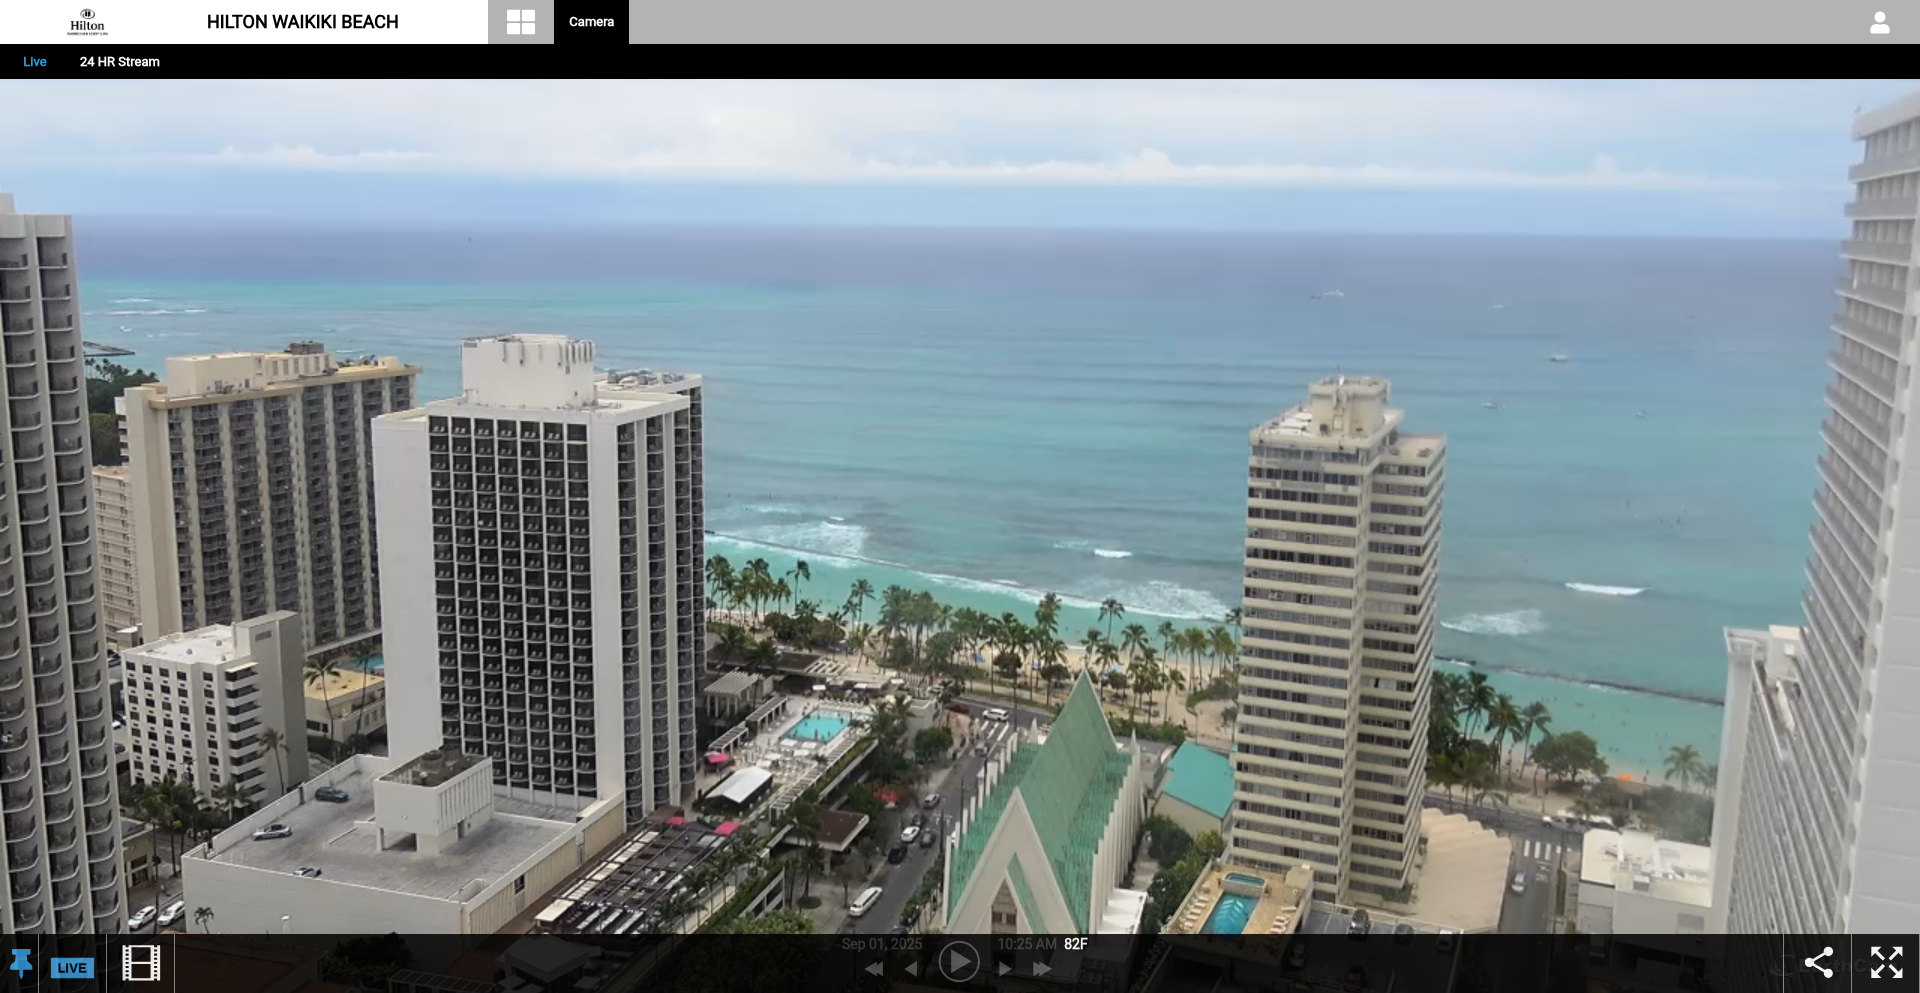 Hilton
HILTON WAIKIKI BEACH
Camera
Live
24 HR Stream
Sep 01, 2025
10:25 AM
82F
LIVE